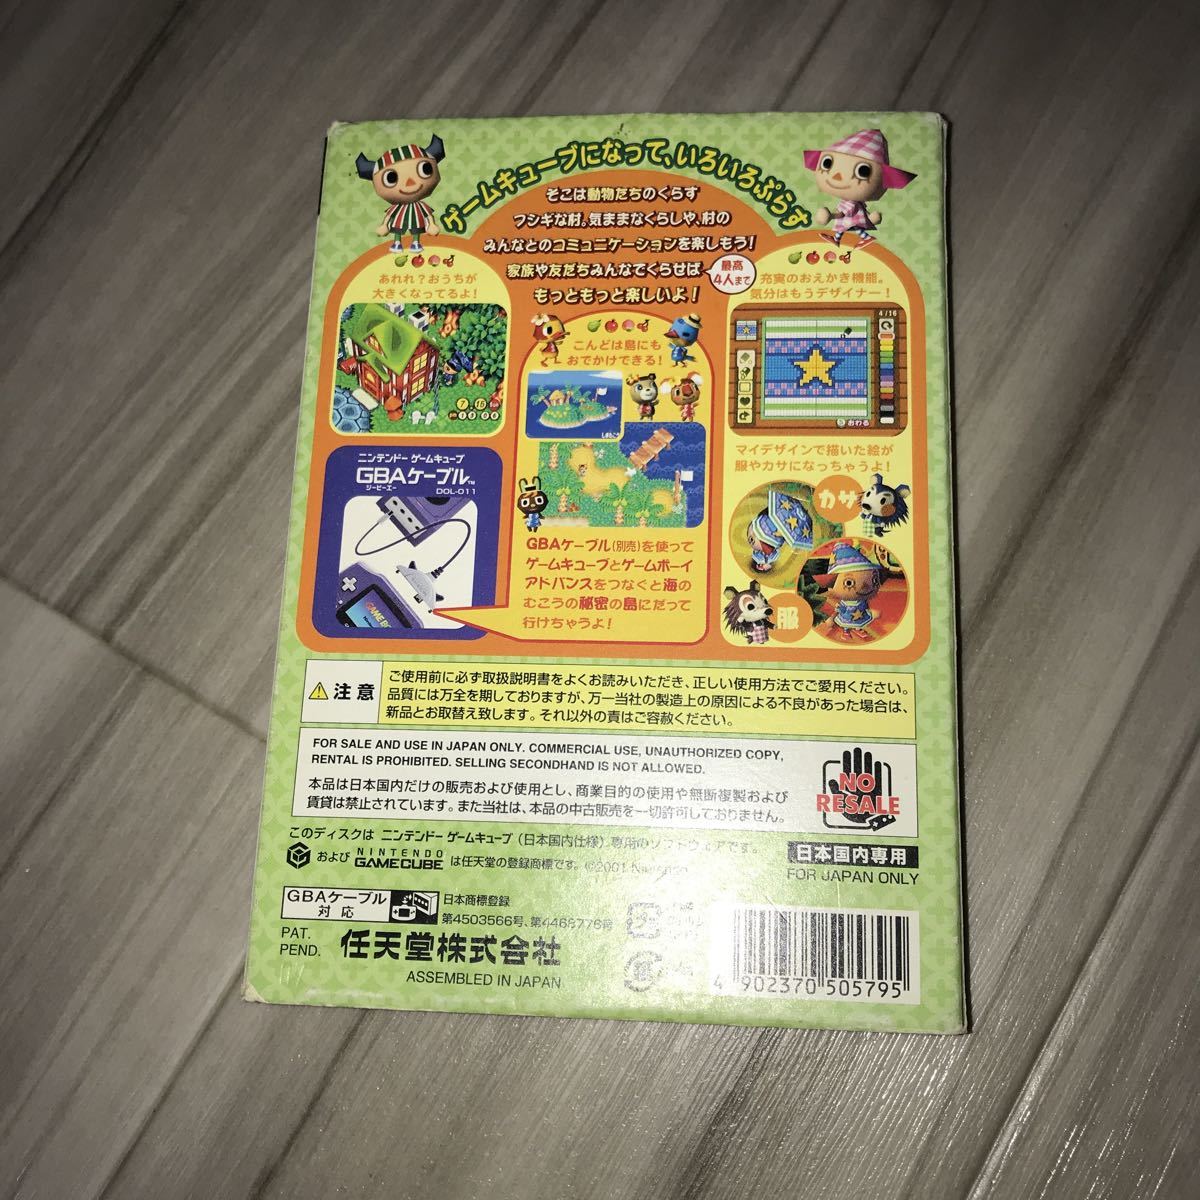 ゲームキューブになって、いろいろぷらす
そこは動物たちのくらす
フシギな村。気ままなくらしや、村の
みんなとのコミュニケーションを楽しもう!
家族や友だちみんなでくらせば
もっともっと楽しいよ!
最高
4人まで
あれれ?おうちが
大きくなってるよ!
ニンテンドー ゲームキューブ
GBAケーブル™
ジービーエー
DOL-011
こんどは島にも
おでかけできる!
GBAケーブル(別売)を使って
ゲームキューブとゲームボーイ
アドバンスをつなぐと海の
むこうの秘密の島にだって
行けちゃうよ!
充実のおえかき機能。
気分はもうデザイナー!
4/16
おわる
マイデザインで描いた絵が
服やカサになっちゃうよ!
カサ
服
注意
ご使用前に必ず取扱説明書をよくお読みいただき、正しい使用方法でご愛用ください。
品質には万全を期しておりますが、万一当社の製造上の原因による不良があった場合は、
新品とお取替え致します。それ以外の責はご容赦ください。
FOR SALE AND USE IN JAPAN ONLY. COMMERCIAL USE, UNAUTHORIZED COPY,
RENTAL IS PROHIBITED. SELLING SECONDHAND IS NOT ALLOWED.
本品は日本国内だけの販売および使用とし、商業目的の使用や無断複製および
賃貸は禁止されています。また当社は、本品の中古販売を一切許可しておりません。
NO
RESALE
このディスクは ニンテンドー ゲームキューブ (日本国内仕様) 専用のソフトウェアです。
および NINTENDO GAMECUBE は任天堂の登録商標です。 ©2001 Nintendo
日本国内専用
FOR JAPAN ONLY
GBAケーブル
対応
日本商標登録
第4503566号、第4468776号
PAT.
PEND.
任天堂株式会社
ASSEMBLED IN JAPAN
4 902370 505795